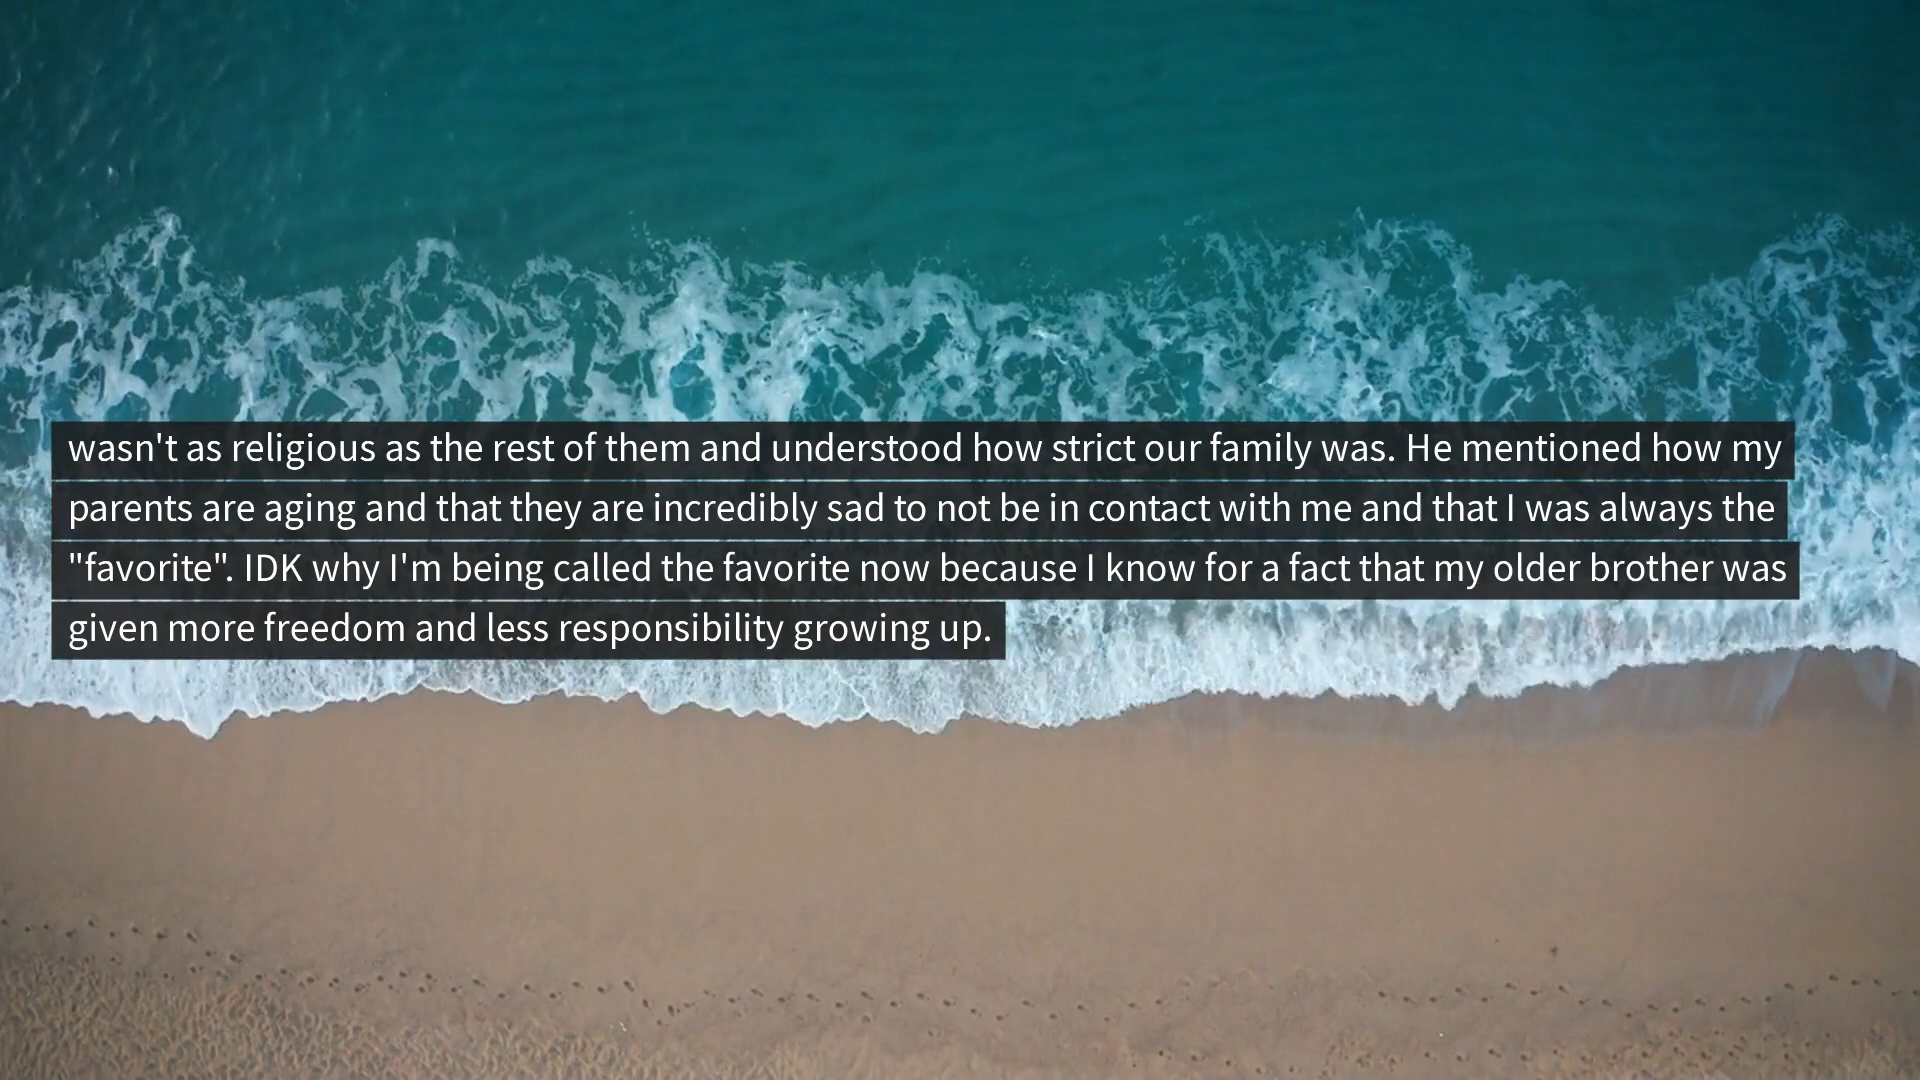 wasn't as religious as the rest of them and understood how strict our family was. He mentioned how my
parents are aging and that they are incredibly sad to not be in contact with me and that I was always the
"favorite". IDK why I'm being called the favorite now because I know for a fact that my older brother was
given more freedom and less responsibility growing up.